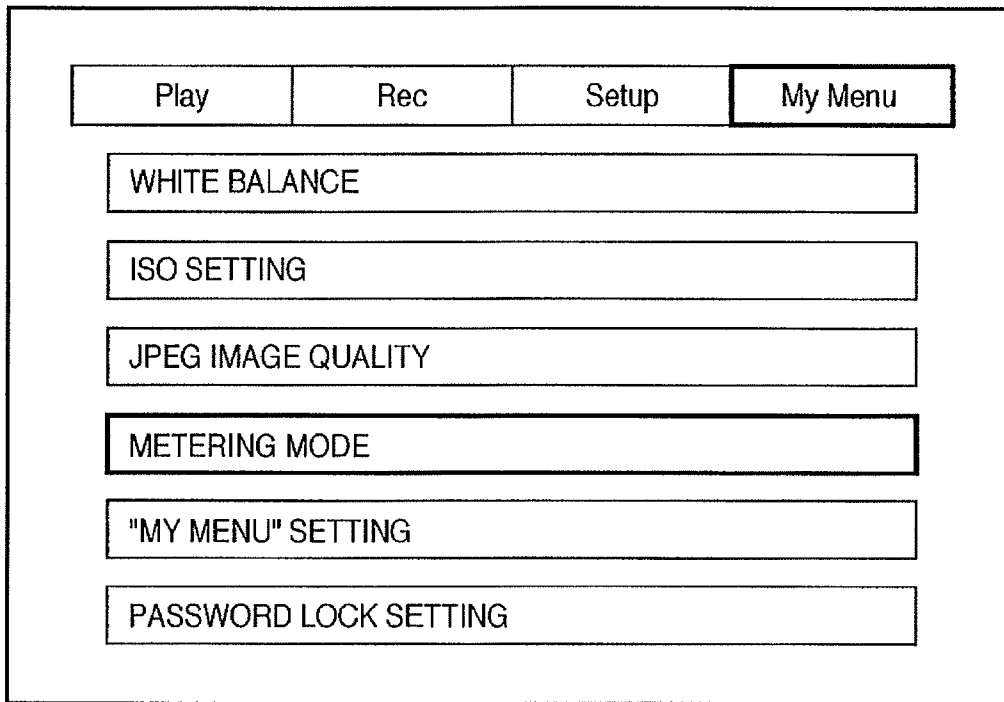 Play Rec Setup My Menu
WHITE BALANCE
ISO SETTING
JPEG IMAGE QUALITY
METERING MODE
"MY MENU" SETTING
PASSWORD LOCK SETTING